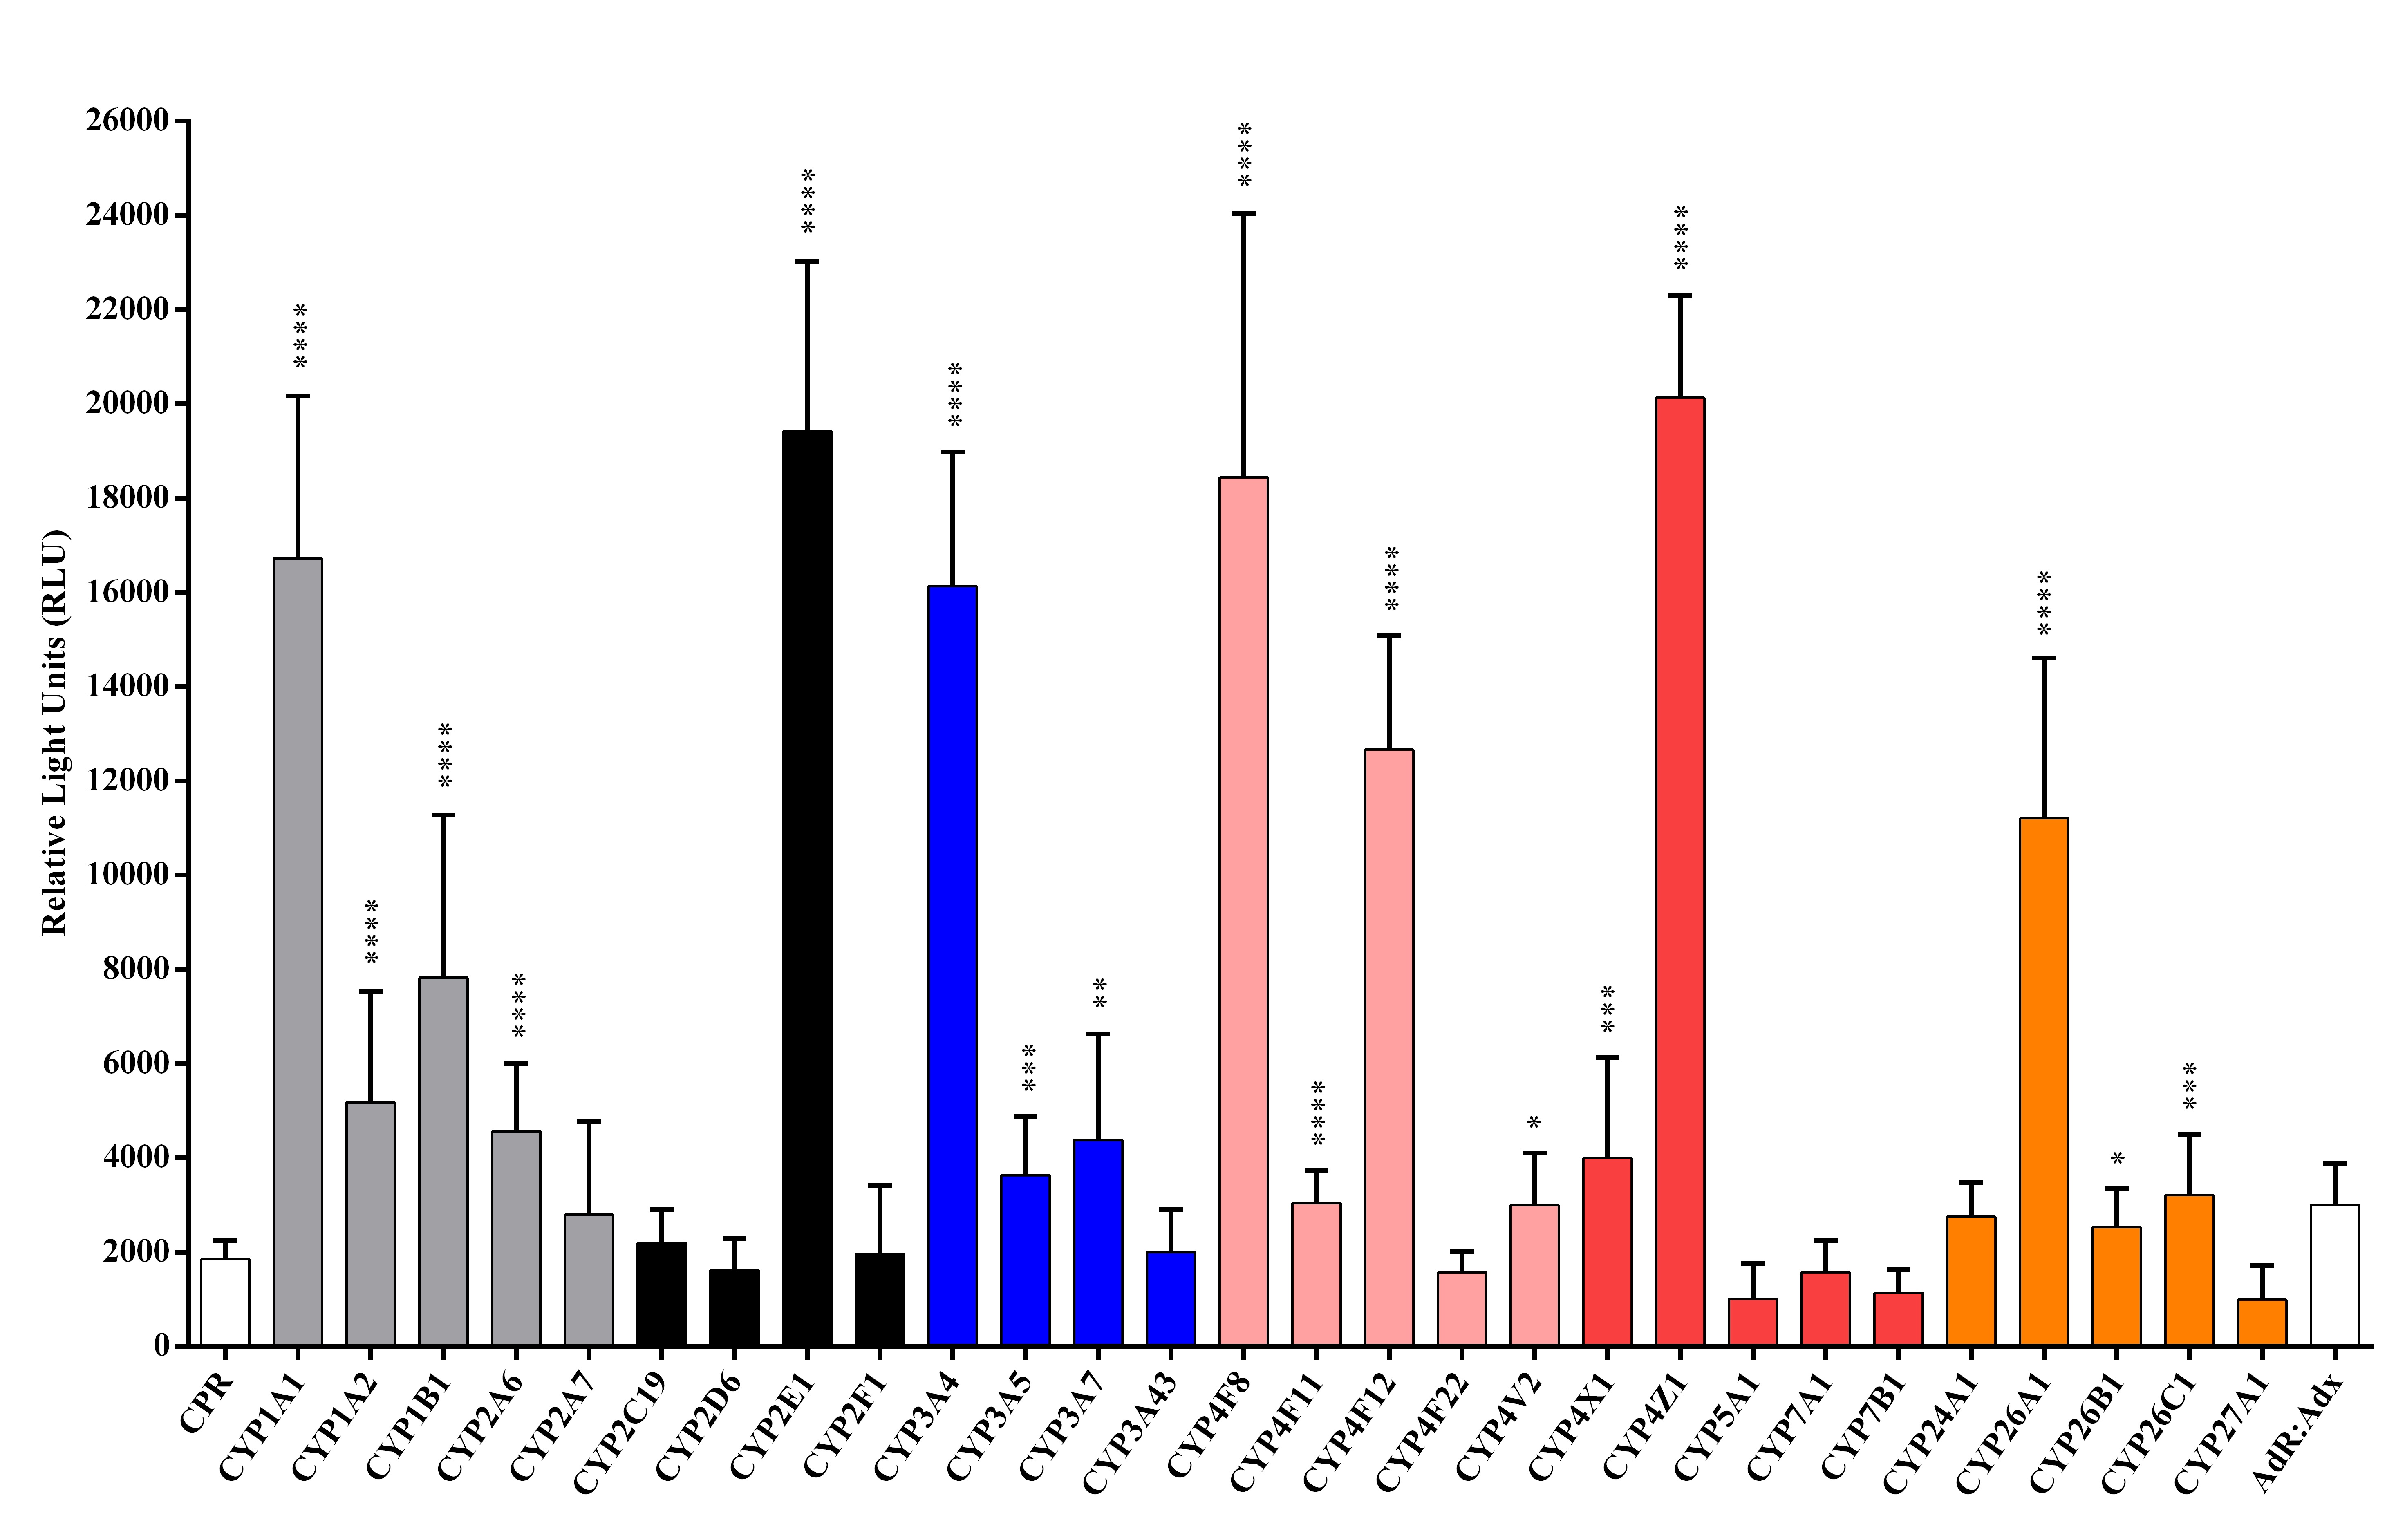 Relative Light Units (RLU)
26000
24000
22000
20000
18000
16000
14000
12000
10000
8000
6000
4000
2000
0
****
****
****
****
****
****
***
**
****
****
****
*
***
****
****
*
***
CPR
CYP1A1
CYP1A2
CYP1B1
CYP2A6
CYP2A7
CYP2C19
CYP2D6
CYP2E1
CYP2F1
CYP3A4
CYP3A5
CYP3A7
CYP3A43
CYP4F8
CYP4F11
CYP4F12
CYP4F22
CYP4V2
CYP4X1
CYP4Z1
CYP5A1
CYP7A1
CYP7B1
CYP24A1
CYP26A1
CYP26B1
CYP26C1
CYP27A1
AdR:Adx